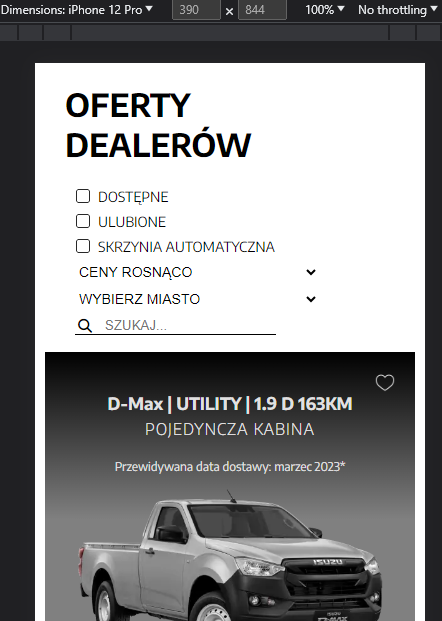 Dimensions: iPhone 12 Pro 390 x 844 100% No throttling
OFERTY
DEALERÓW
DOSTĘPNE
ULUBIONE
SKRZYNIA AUTOMATYCZNA
CENY ROSNĄCO
WYBIERZ MIASTO
SZUKAJ...
D-Max | UTILITY | 1.9 D 163KM
POJEDYNCZA KABINA
Przewidywana data dostawy: marzec 2023*
ISUZU
D-MAX